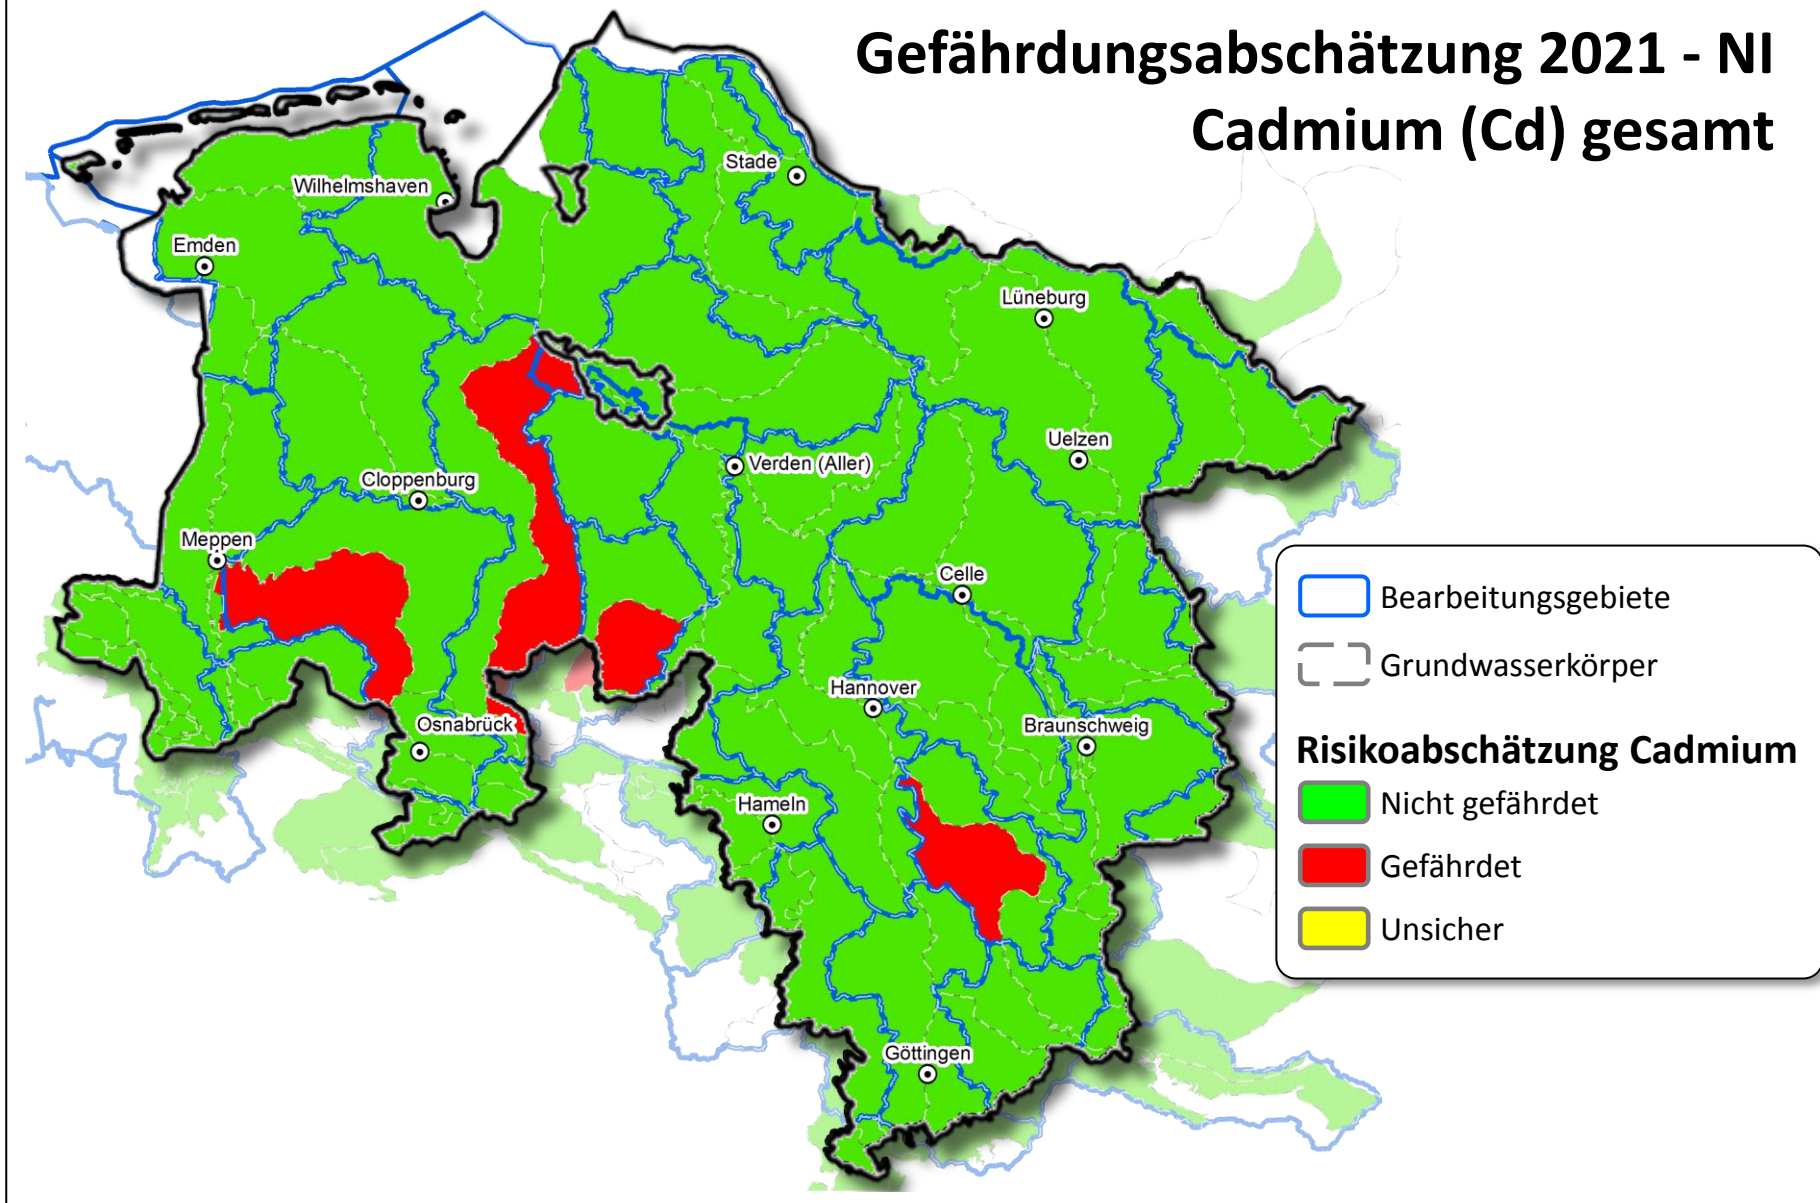 Gefährdungsabschätzung 2021 - NI
Cadmium (Cd) gesamt
Stade
Wilhelmshaven
Emden
Lüneburg
Uelzen
Verden (Aller)
Cloppenburg
Meppen
Celle
Hannover
Osnabrück
Braunschweig
Hameln
Göttingen
Bearbeitungsgebiete
Grundwasserkörper
Risikoabschätzung Cadmium
Nicht gefährdet
Gefährdet
Unsicher